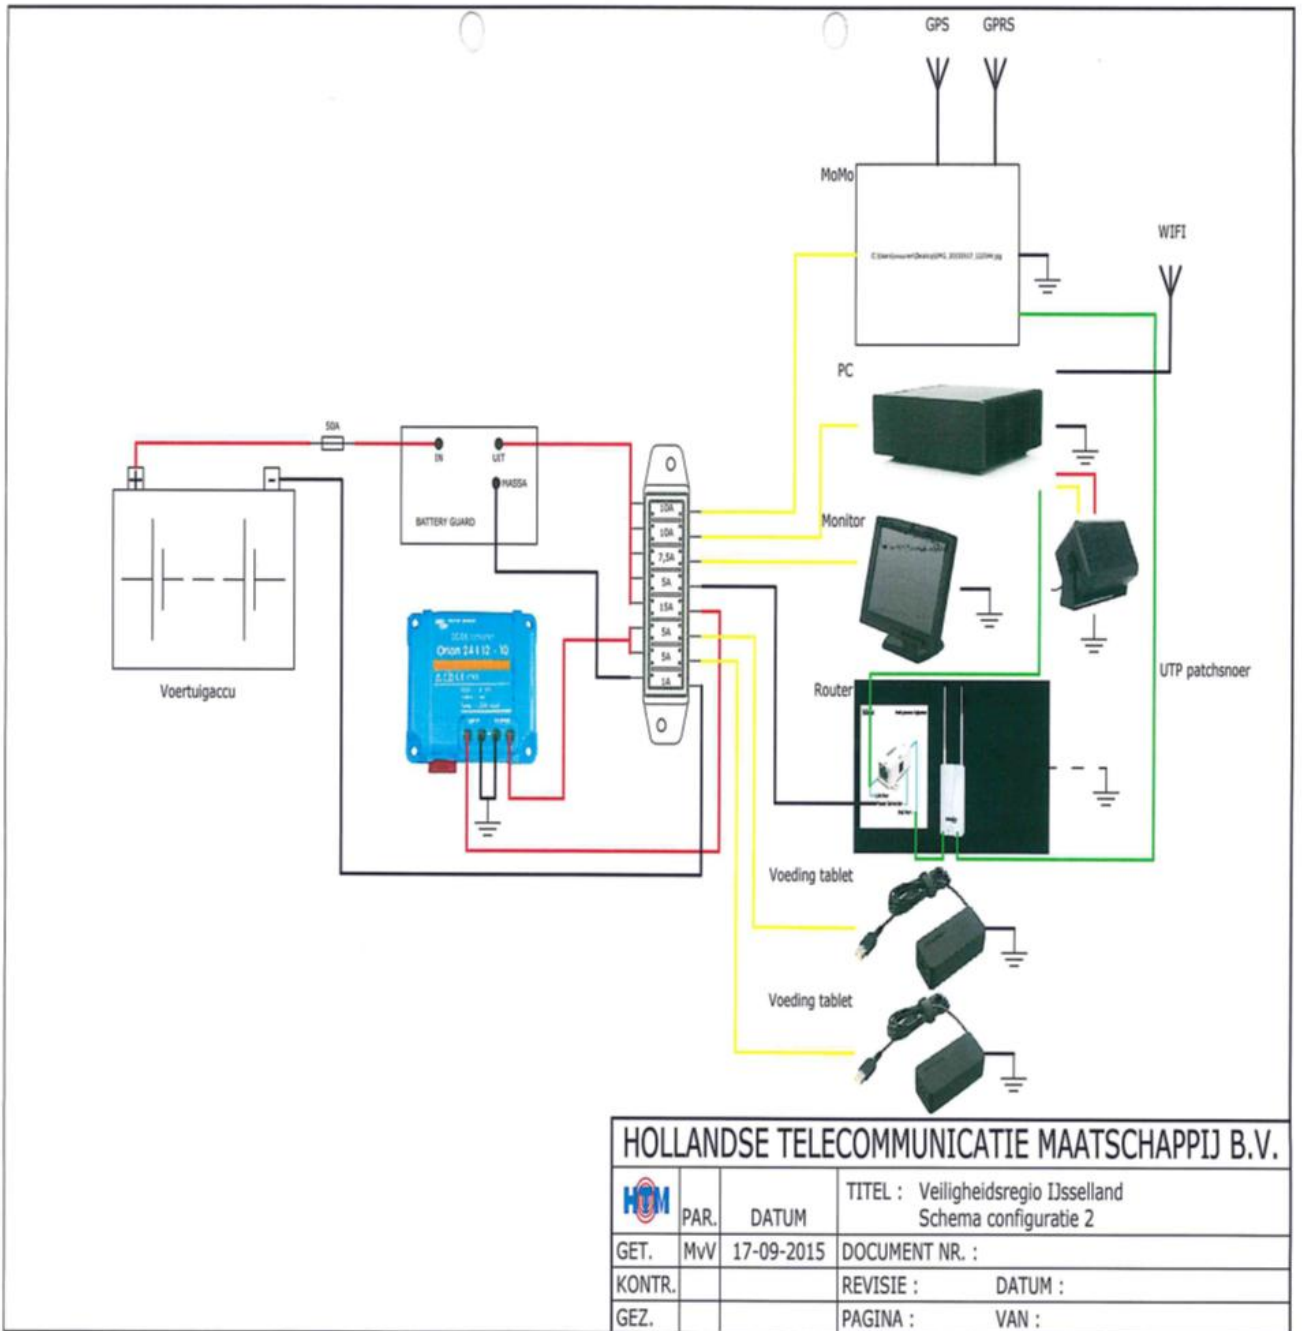 GPS GPRS
MoMo
WIFI
PC
50A
IN UIT
MASSA
BATTERY GUARD
10A
10A
7,5A
5A
15A
5A
5A
1A
Monitor
Orion 24/12 - 10
Voertuigaccu
UTP patchsnoer
Router
Voeding tablet
Voeding tablet
HOLLANDSE TELECOMMUNICATIE MAATSCHAPPIJ B.V.
HTM PAR. DATUM TITEL : Veiligheidsregio IJsselland
Schema configuratie 2
GET. MvV 17-09-2015 DOCUMENT NR. :
KONTR. REVISIE : DATUM :
GEZ. PAGINA : VAN :